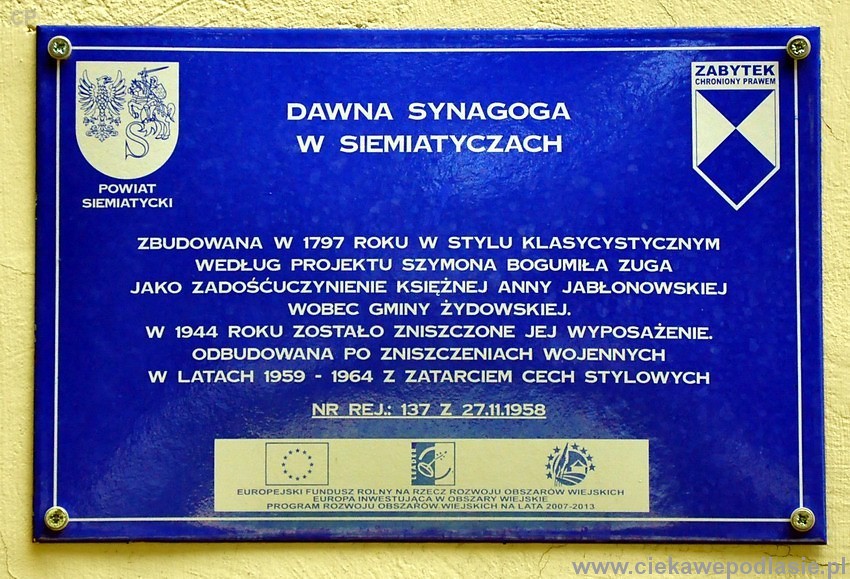 CP
POWIAT
SIEMIATYCKI
DAWNA SYNAGOGA
W SIEMIATYCZACH
ZABYTEK
CHRONIONY PRAWEM
ZBUDOWANA W 1797 ROKU W STYLU KLASYCYSTYCZNYM
WEDŁUG PROJEKTU SZYMONA BOGUMIŁA ZUGA
JAKO ZADOŚĆUCZYNIENIE KSIĘŻNEJ ANNY JABŁONOWSKIEJ
WOBEC GMINY ŻYDOWSKIEJ.
W 1944 ROKU ZOSTAŁO ZNISZCZONE JEJ WYPOSAŻENIE.
ODBUDOWANA PO ZNISZCZENIACH WOJENNYCH
W LATACH 1959 - 1964 Z ZATARCIEM CECH STYLOWYCH
NR REJ.: 137 Z 27.11.1958
LEADER
EUROPEJSKI FUNDUSZ ROLNY NA RZECZ ROZWOJU OBSZARÓW WIEJSKICH
EUROPA INWESTUJĄCA W OBSZARY WIEJSKIE
PROGRAM ROZWOJU OBSZARÓW WIEJSKICH NA LATA 2007-2013
www.ciekawepodlasie.pl